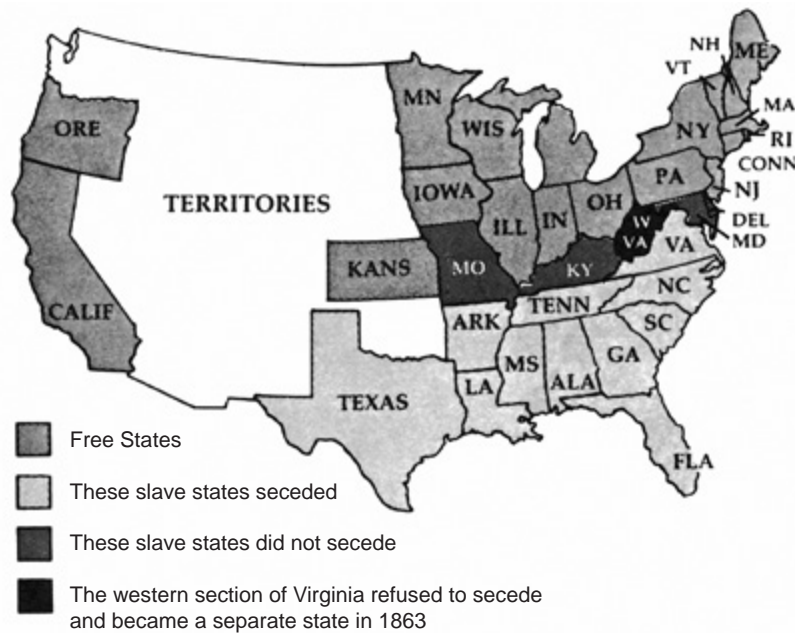 NH
ME
VT
MN
MA
ORE
WIS
NY
RI
CONN
PA
IOWA
NJ
TERRITORIES
ILL
IN
OH
DEL
W
VA
VA
MD
KANS
MO
KY
NC
CALIF
TENN
ARK
SC
MS
GA
LA
ALA
TEXAS
Free States
FLA
These slave states seceded
These slave states did not secede
The western section of Virginia refused to secede
and became a separate state in 1863